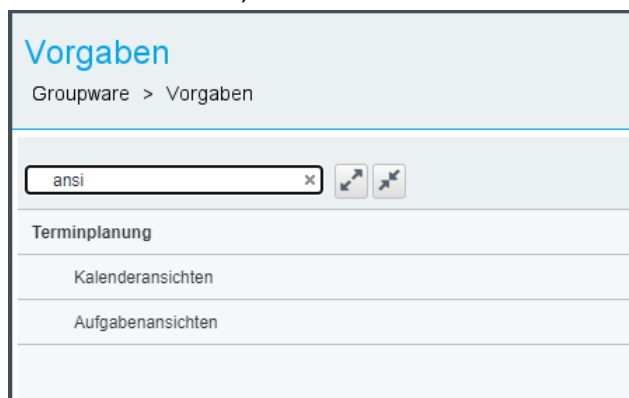 Vorgaben
Groupware > Vorgaben
ansi
Terminplanung
Kalenderansichten
Aufgabenansichten